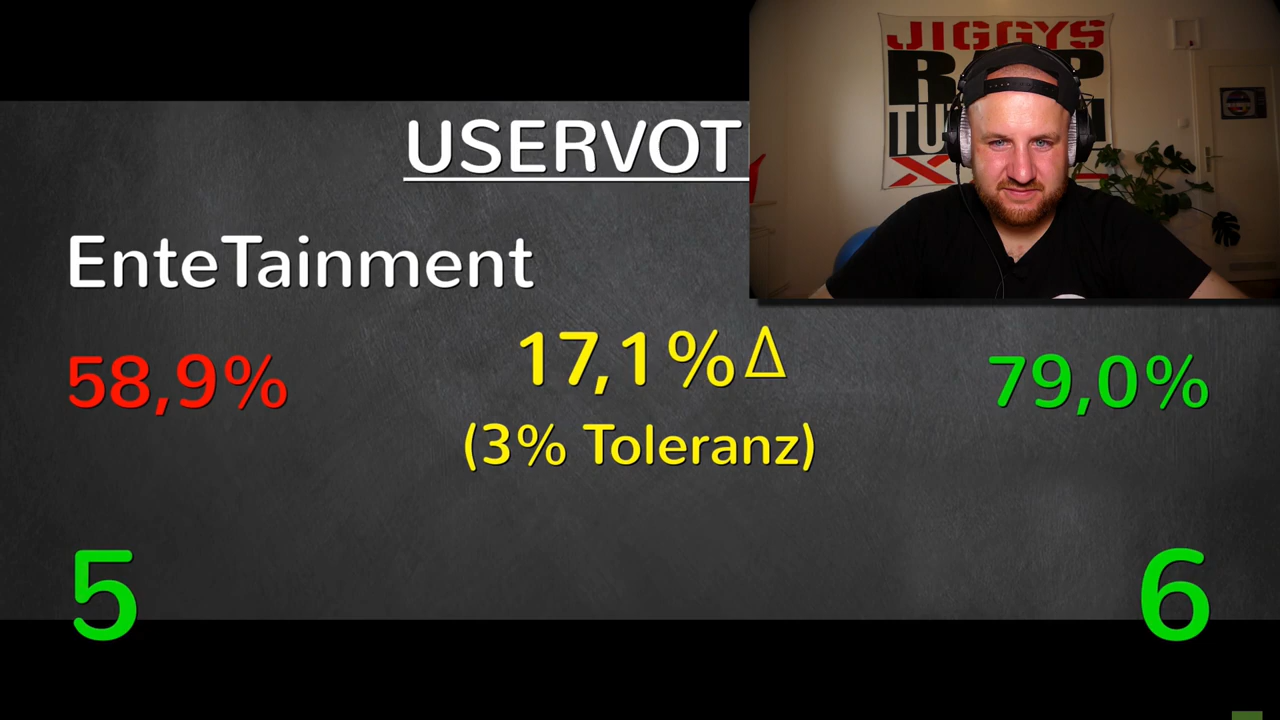 USERVOT
JIGGYS
EnteTainment
17,1% Δ
58,9%
79,0%
(3% Toleranz)
5
6